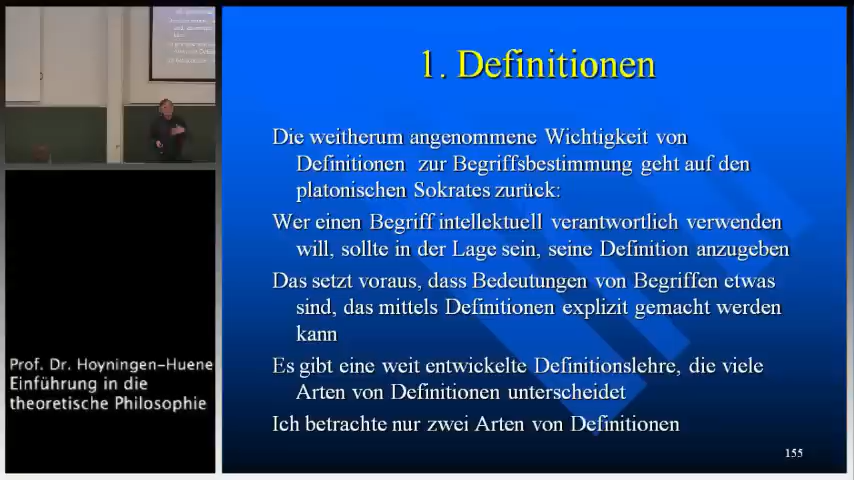 1. Definitionen
Die weitherum angenommene Wichtigkeit von
Definitionen zur Begriffsbestimmung geht auf den
platonischen Sokrates zurück:
Wer einen Begriff intellektuell verantwortlich verwenden
will, sollte in der Lage sein, seine Definition anzugeben
Das setzt voraus, dass Bedeutungen von Begriffen etwas
sind, das mittels Definitionen explizit gemacht werden
kann
Es gibt eine weit entwickelte Definitionslehre, die viele
Arten von Definitionen unterscheidet
Ich betrachte nur zwei Arten von Definitionen
155
Prof. Dr. Hoyningen-Huene
Einführung in die
theoretische Philosophie